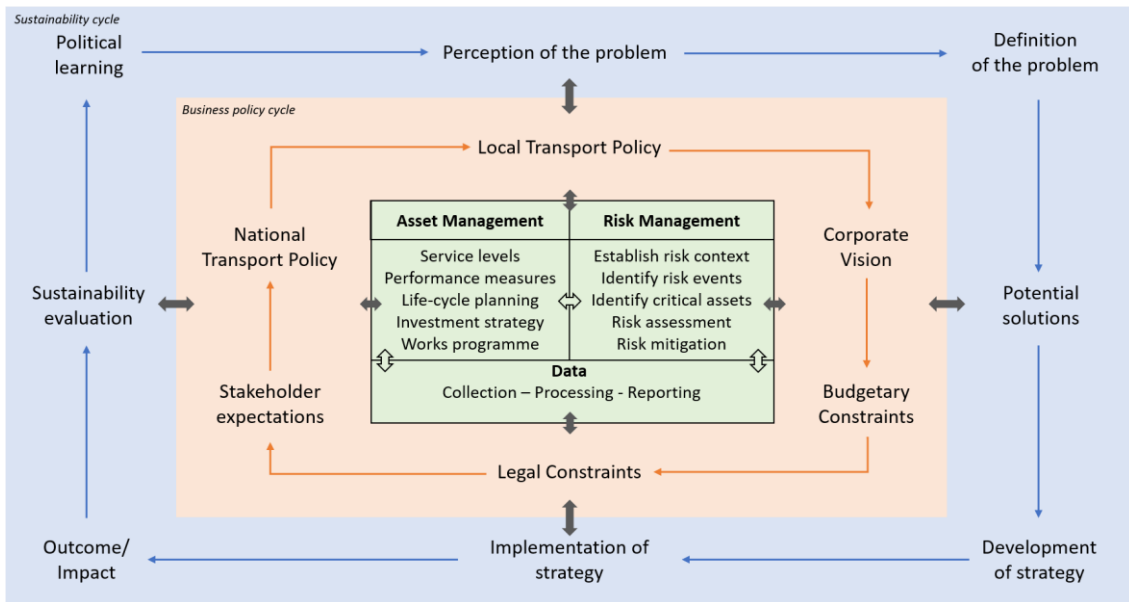 Sustainability cycle
Political
learning
Perception of the problem
Definition
of the problem
Business policy cycle
Local Transport Policy
Asset Management
Risk Management
National
Transport Policy
Service levels
Performance measures
Life-cycle planning
Investment strategy
Works programme
Establish risk context
Identify risk events
Identify critical assets
Risk assessment
Risk mitigation
Corporate
Vision
Sustainability
evaluation
Potential
solutions
Data
Collection – Processing - Reporting
Stakeholder
expectations
Budgetary
Constraints
Legal Constraints
Outcome/
Impact
Implementation of
strategy
Development
of strategy